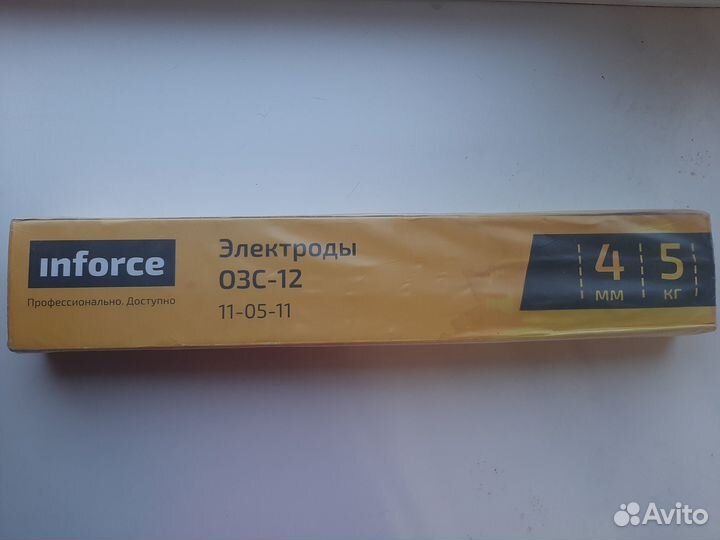 inforce
Профессионально. Доступно
Электроды
ОЗС-12
11-05-11
4 5
мм кг
Avito